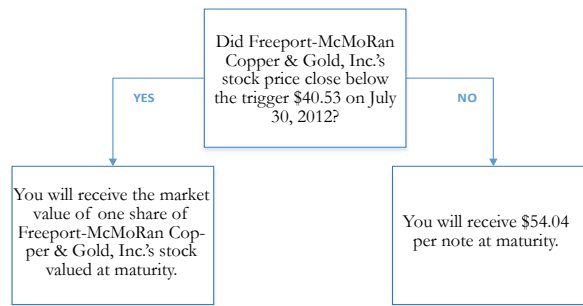 Did Freeport-McMoRan
Copper & Gold, Inc.'s
stock price close below
the trigger $40.53 on July
30, 2012?
YES
NO
You will receive the market
value of one share of
Freeport-McMoRan Cop-
per & Gold, Inc.'s stock
valued at maturity.
You will receive $54.04
per note at maturity.